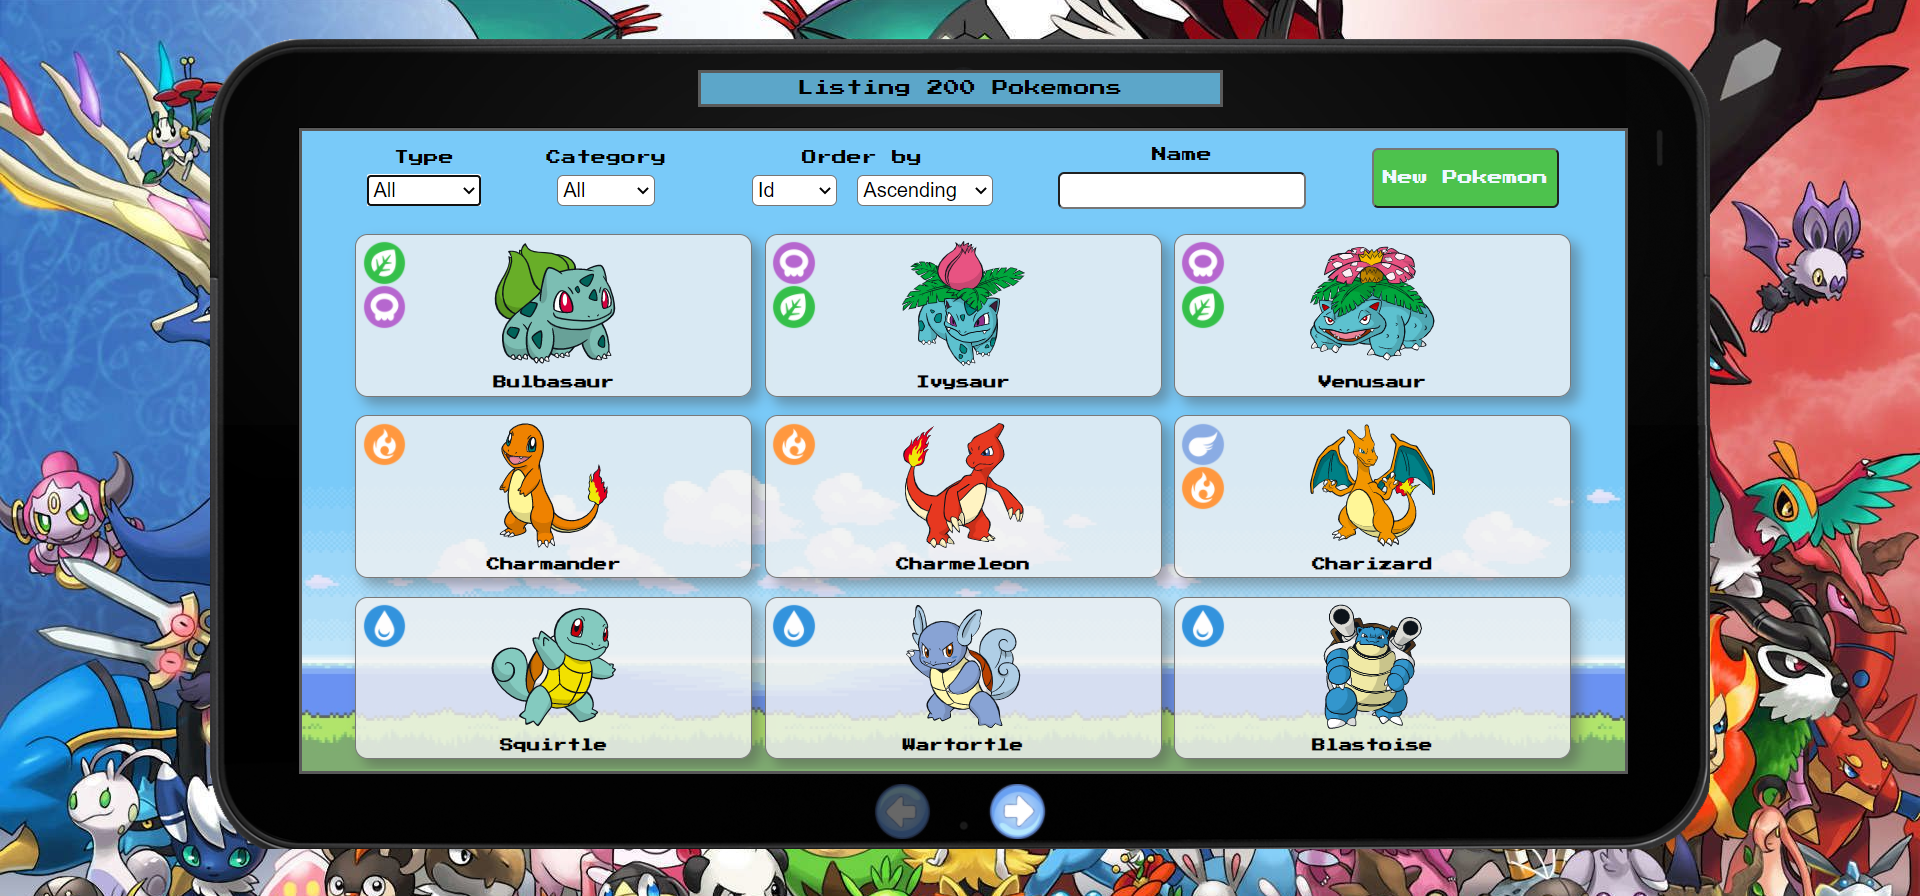 Listing 200 Pokemons
Type Category Order by Name
All All Id Ascending New Pokemon
Bulbasaur Ivysaur Venusaur
Charmander Charmeleon Charizard
Squirtle Wartortle Blastoise